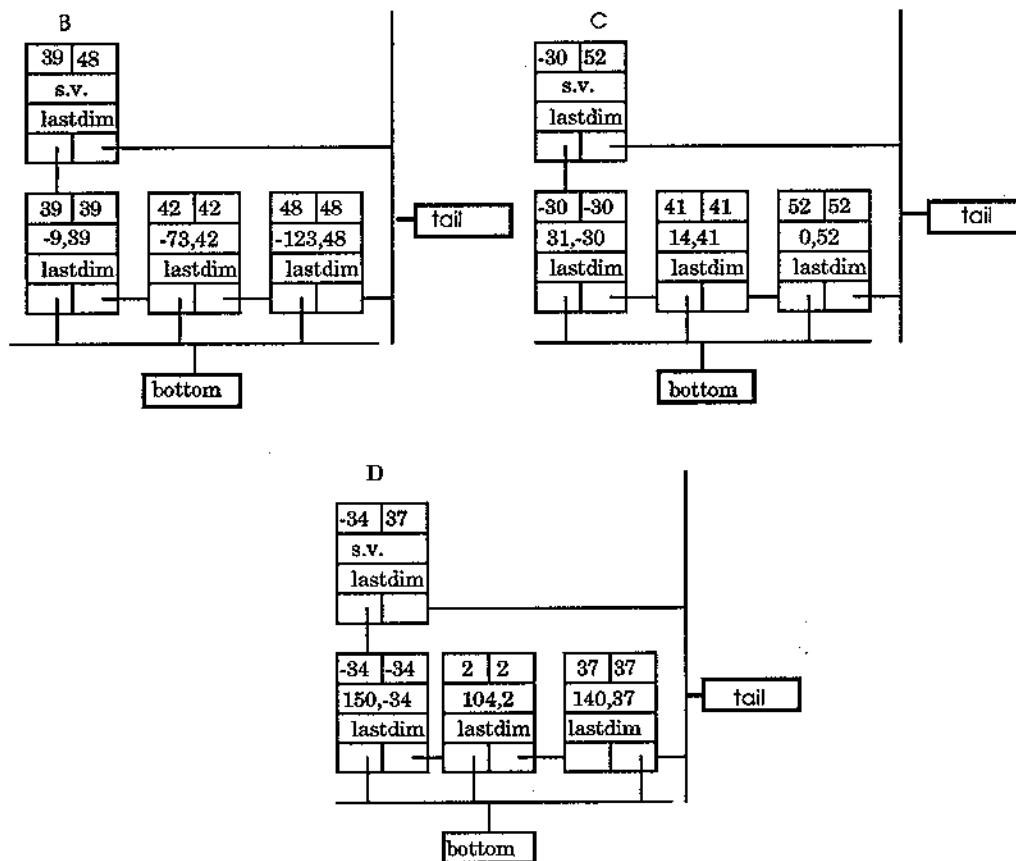 B
39 48
s.v.
lastdim
39 39
-9,39
lastdim
42 42
-73,42
lastdim
48 48
-123,48
lastdim
tail
bottom
C
-30 52
s.v.
lastdim
-30 -30
31,-30
lastdim
41 41
14,41
lastdim
52 52
0,52
lastdim
tail
bottom
D
-34 37
s.v.
lastdim
-34 -34
150,-34
lastdim
2 2
104,2
lastdim
37 37
140,37
lastdim
tail
bottom